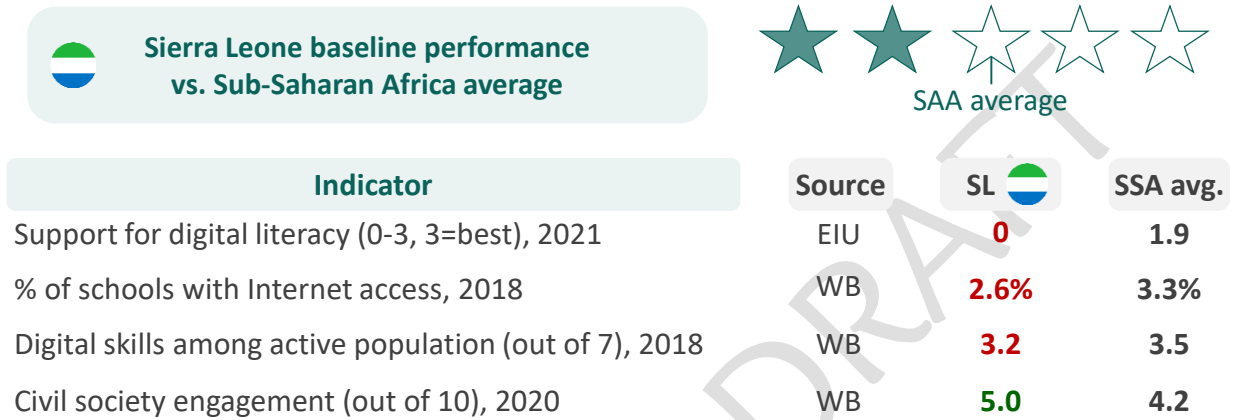 Sierra Leone baseline performance
vs. Sub-Saharan Africa average
SAA average
Indicator Source SL SSA avg.
Support for digital literacy (0-3, 3=best), 2021 EIU 0 1.9
% of schools with Internet access, 2018 WB 2.6% 3.3%
Digital skills among active population (out of 7), 2018 WB 3.2 3.5
Civil society engagement (out of 10), 2020 WB 5.0 4.2
DRAFT